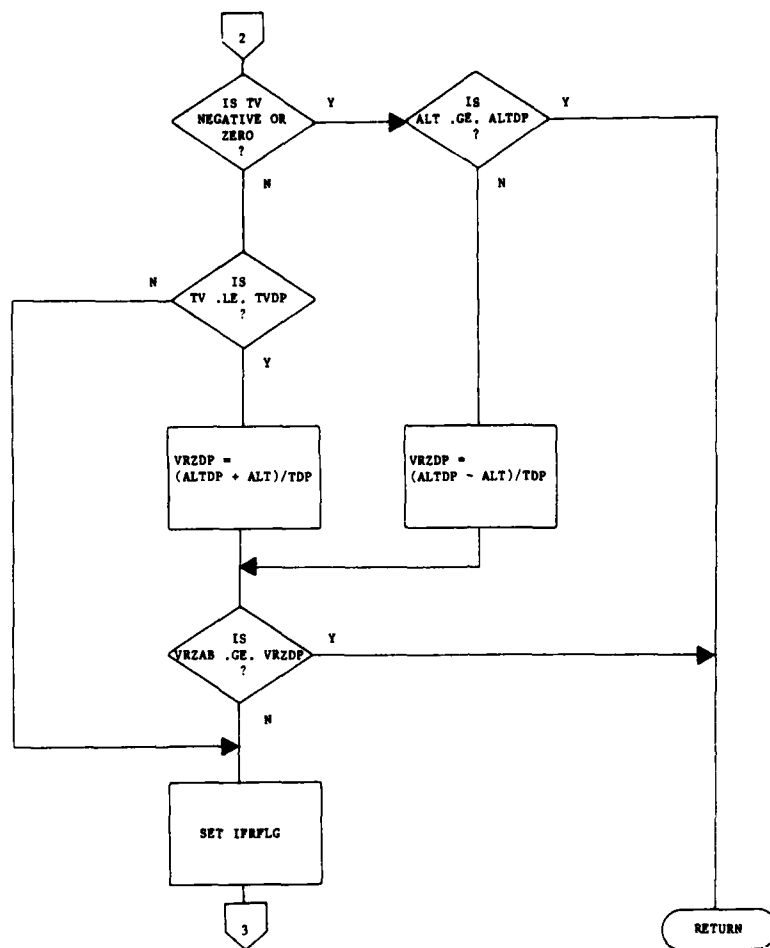 2
IS TV
NEGATIVE OR
ZERO
?
Y
N
IS
ALT .GE. ALTDP
?
Y
N
N
IS
TV .LE. TVDP
?
Y
VRZDP =
(ALTDP + ALT)/TDP
VRZDP =
(ALTDP - ALT)/TDP
IS
VRZAB .GE. VRZDP
?
Y
N
SET IFRFLG
3
RETURN